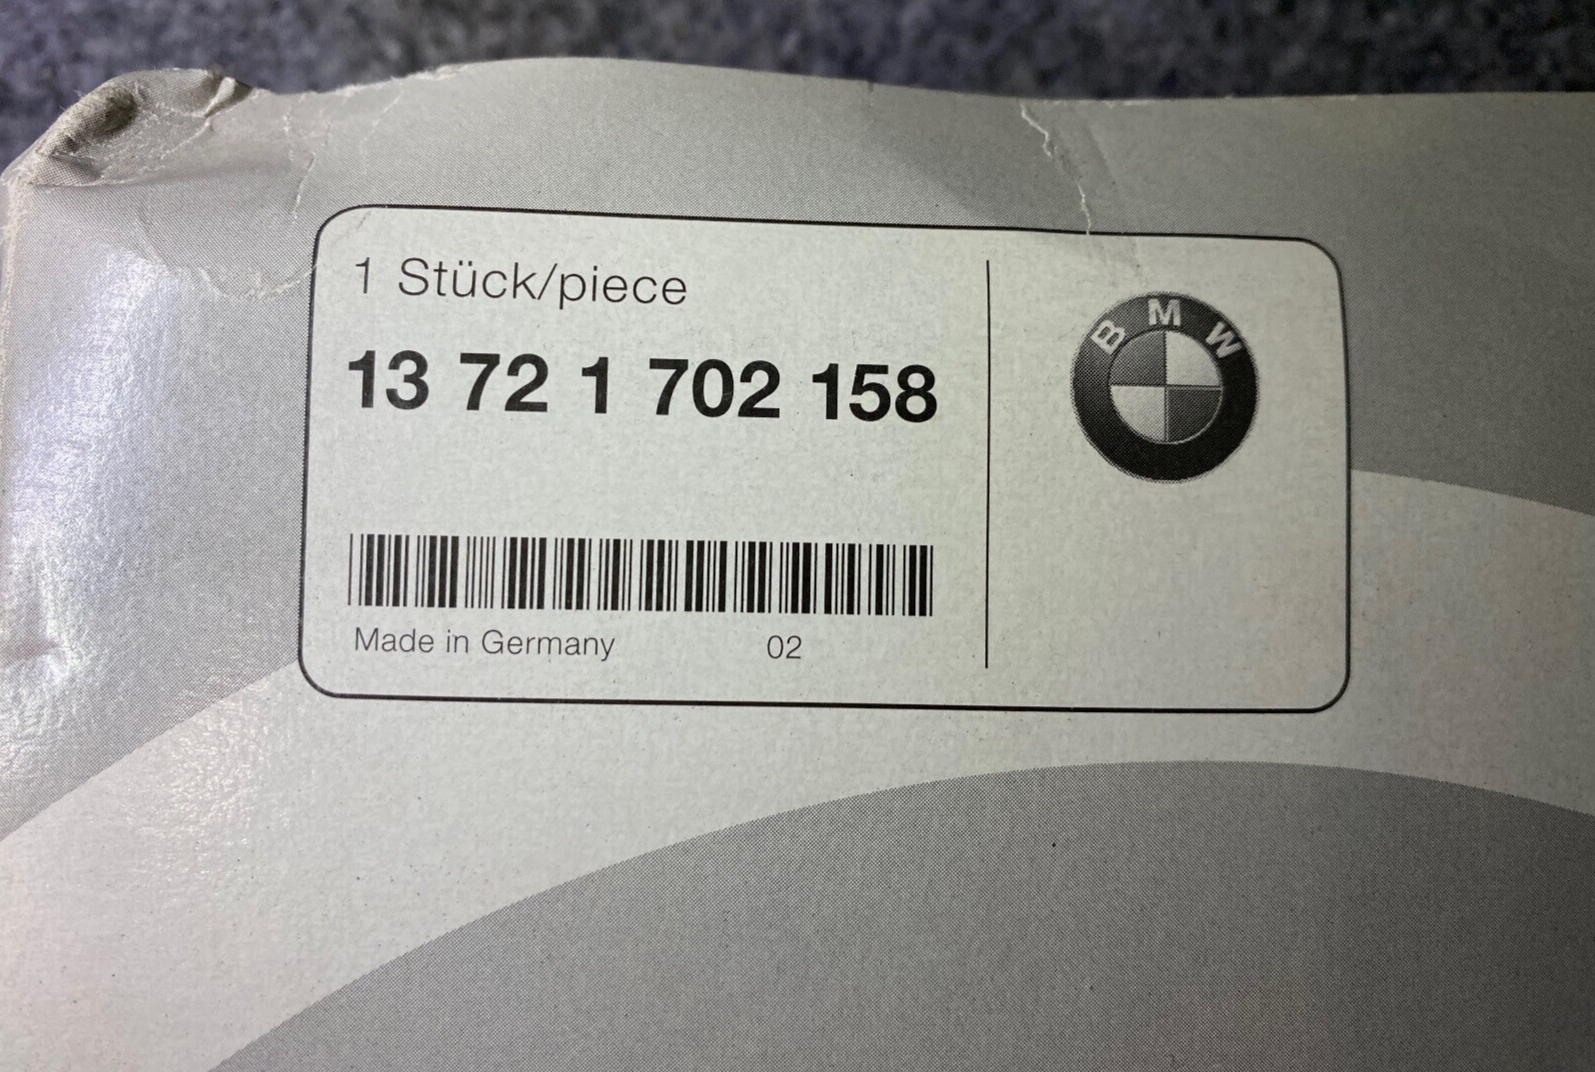 1 Stück/piece
13 72 1 702 158
Made in Germany 02
BMW